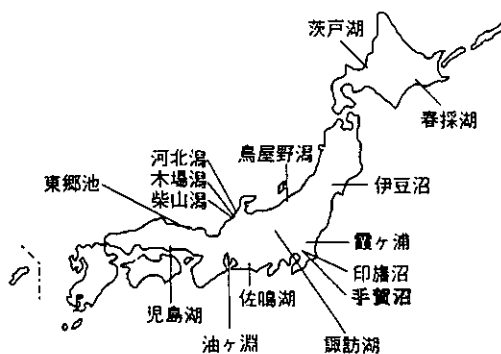 茨戸湖
春採湖
河北潟
木場潟
柴山潟
鳥屋野潟
東郷池
伊豆沼
霞ヶ浦
印旛沼
手賀沼
佐鳴湖
児島湖
油ヶ淵
諏訪湖